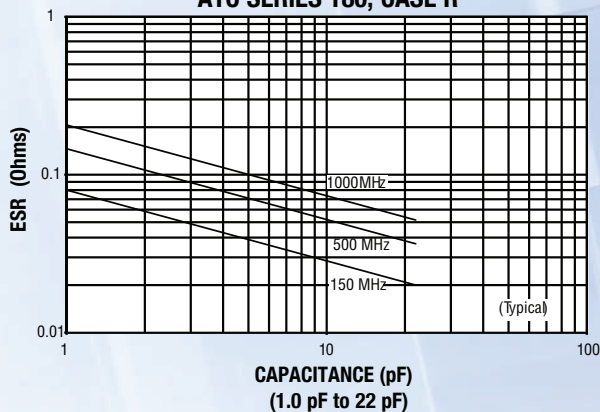 1
0.1
0.01
ESR (Ohms)
1000MHz
500 MHz
150 MHz
(Typical)
1
10
100
CAPACITANCE (pF)
(1.0 pF to 22 pF)